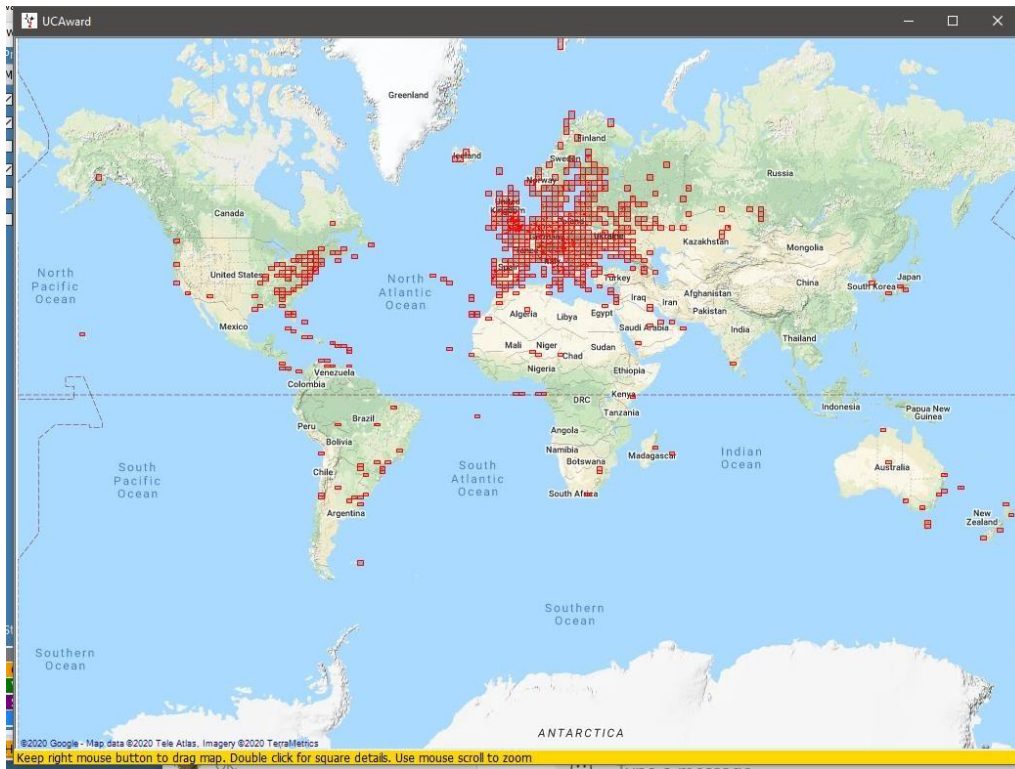 UCAward
Greenland
Iceland
Finland
Sweden
Norway
Russia
United
Canada
Kazakhstan
Mongolia
North
Pacific
Ocean
United States
North
Atlantic
Ocean
Spain
Turkey
China
South Korea
Japan
Afghanistan
Iraq
Iran
Pakistan
Algeria
Libya
Egypt
Saudi Arabia
India
Mexico
Mali
Niger
Chad
Sudan
Thailand
Nigeria
Ethiopia
Venezuela
Colombia
DRC
Kenya
Tanzania
Indonesia
Papua New
Guinea
Peru
Brazil
Bolivia
Angola
Namibia
Botswana
Madagascar
Indian
Ocean
South
Pacific
Ocean
Chile
South
Atlantic
Ocean
Australia
South Africa
Argentina
New
Zealand
Southern
Ocean
Southern
Ocean
ANTARCTICA
©2020 Google - Map data ©2020 Tele Atlas, Imagery ©2020 TerraMetrics
Keep right mouse button to drag map. Double click for square details. Use mouse scroll to zoom